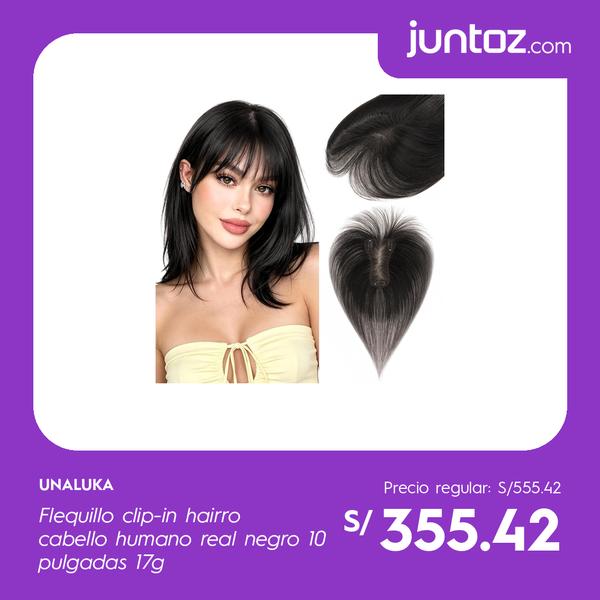 juntoz.com
UNALUKA
Flequillo clip-in hairro
cabello humano real negro 10
pulgadas 17g
Precio regular: S/555.42
S/ 355.42